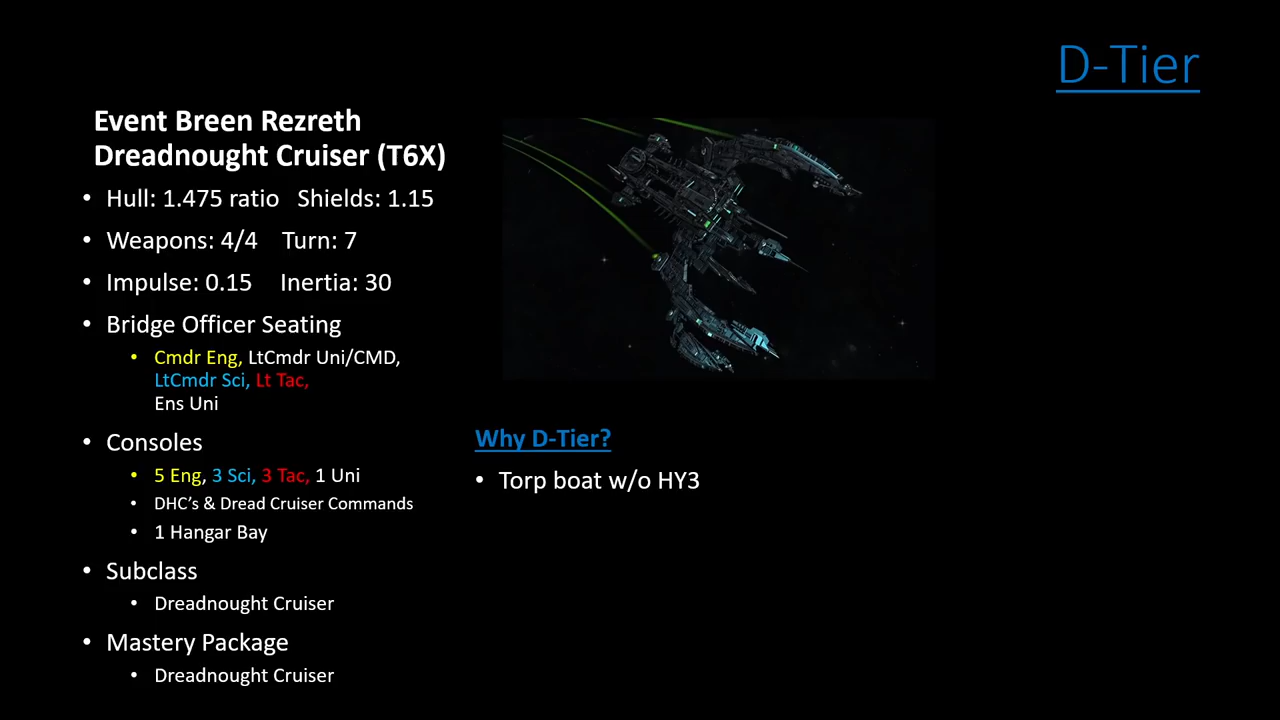 D-Tier
Event Breen Rezreth
Dreadnought Cruiser (T6X)
• Hull: 1.475 ratio   Shields: 1.15
• Weapons: 4/4    Turn: 7
• Impulse: 0.15     Inertia: 30
• Bridge Officer Seating
• Cmdr Eng, LtCmdr Uni/CMD,
LtCmdr Sci, Lt Tac,
Ens Uni
• Consoles
• 5 Eng, 3 Sci, 3 Tac, 1 Uni
• DHC's & Dread Cruiser Commands
• 1 Hangar Bay
• Subclass
• Dreadnought Cruiser
• Mastery Package
• Dreadnought Cruiser
Why D-Tier?
• Torp boat w/o HY3